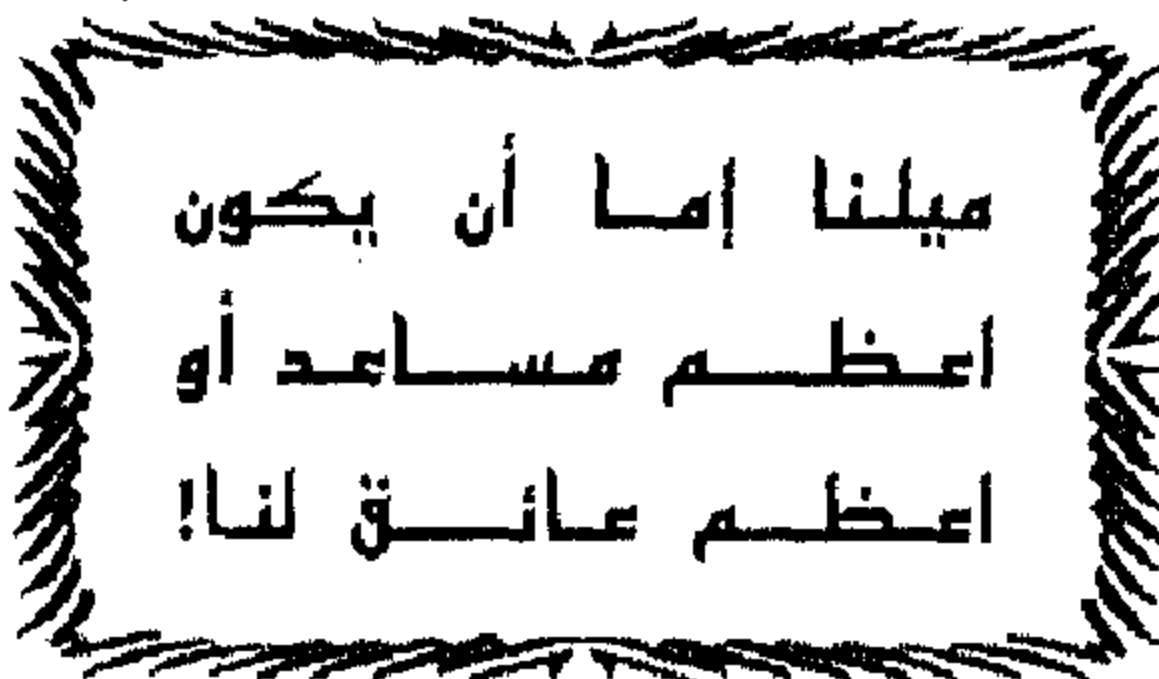 ميلنا إما أن يكون
اعظم مساعد أو
اعظم عائق لنا!